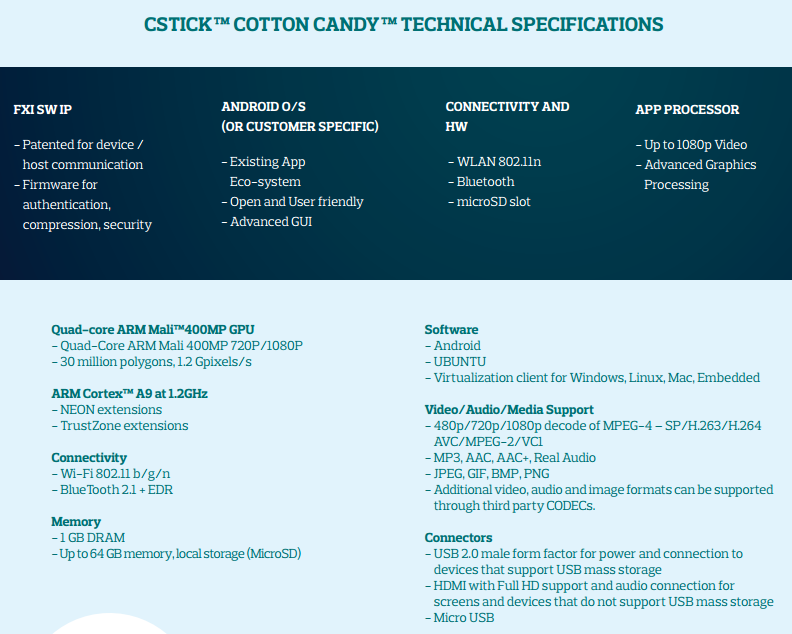 CSTICK™ COTTON CANDY™ TECHNICAL SPECIFICATIONS
FXI SW IP
– Patented for device /
host communication
– Firmware for
authentication,
compression, security
ANDROID O/S
(OR CUSTOMER SPECIFIC)
– Existing App
Eco-system
– Open and User friendly
– Advanced GUI
CONNECTIVITY AND
HW
– WLAN 802.11n
– Bluetooth
– microSD slot
APP PROCESSOR
– Up to 1080p Video
– Advanced Graphics
Processing
Quad-core ARM Mali™400MP GPU
– Quad-Core ARM Mali 400MP 720P/1080P
– 30 million polygons, 1.2 Gpixels/s
ARM Cortex™ A9 at 1.2GHz
– NEON extensions
– TrustZone extensions
Connectivity
– Wi-Fi 802.11 b/g/n
– BlueTooth 2.1 + EDR
Memory
– 1 GB DRAM
– Up to 64 GB memory, local storage (MicroSD)
Software
– Android
– UBUNTU
– Virtualization client for Windows, Linux, Mac, Embedded
Video/Audio/Media Support
– 480p/720p/1080p decode of MPEG-4 – SP/H.263/H.264
AVC/MPEG-2/VC1
– MP3, AAC, AAC+, Real Audio
– JPEG, GIF, BMP, PNG
– Additional video, audio and image formats can be supported
through third party CODECs.
Connectors
– USB 2.0 male form factor for power and connection to
devices that support USB mass storage
– HDMI with Full HD support and audio connection for
screens and devices that do not support USB mass storage
– Micro USB